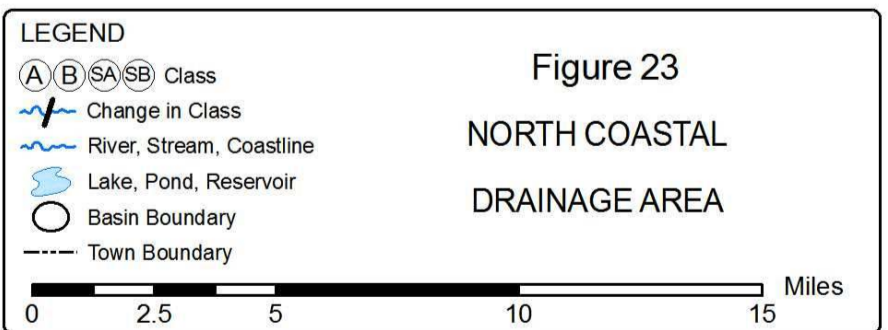 LEGEND
A B SA SB Class
Change in Class
River, Stream, Coastline
Lake, Pond, Reservoir
Basin Boundary
Town Boundary
Figure 23
NORTH COASTAL
DRAINAGE AREA
Miles
0 2.5 5 10 15